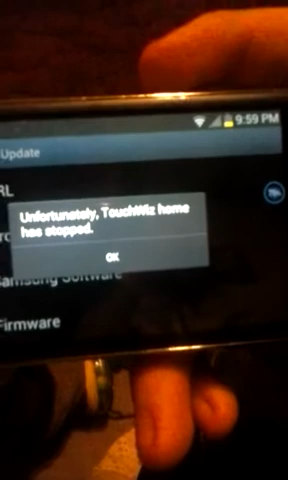 9:59 PM
Update
RL
Unfortunately, TouchWiz home
has stopped.
OK
Samsung Software
Firmware